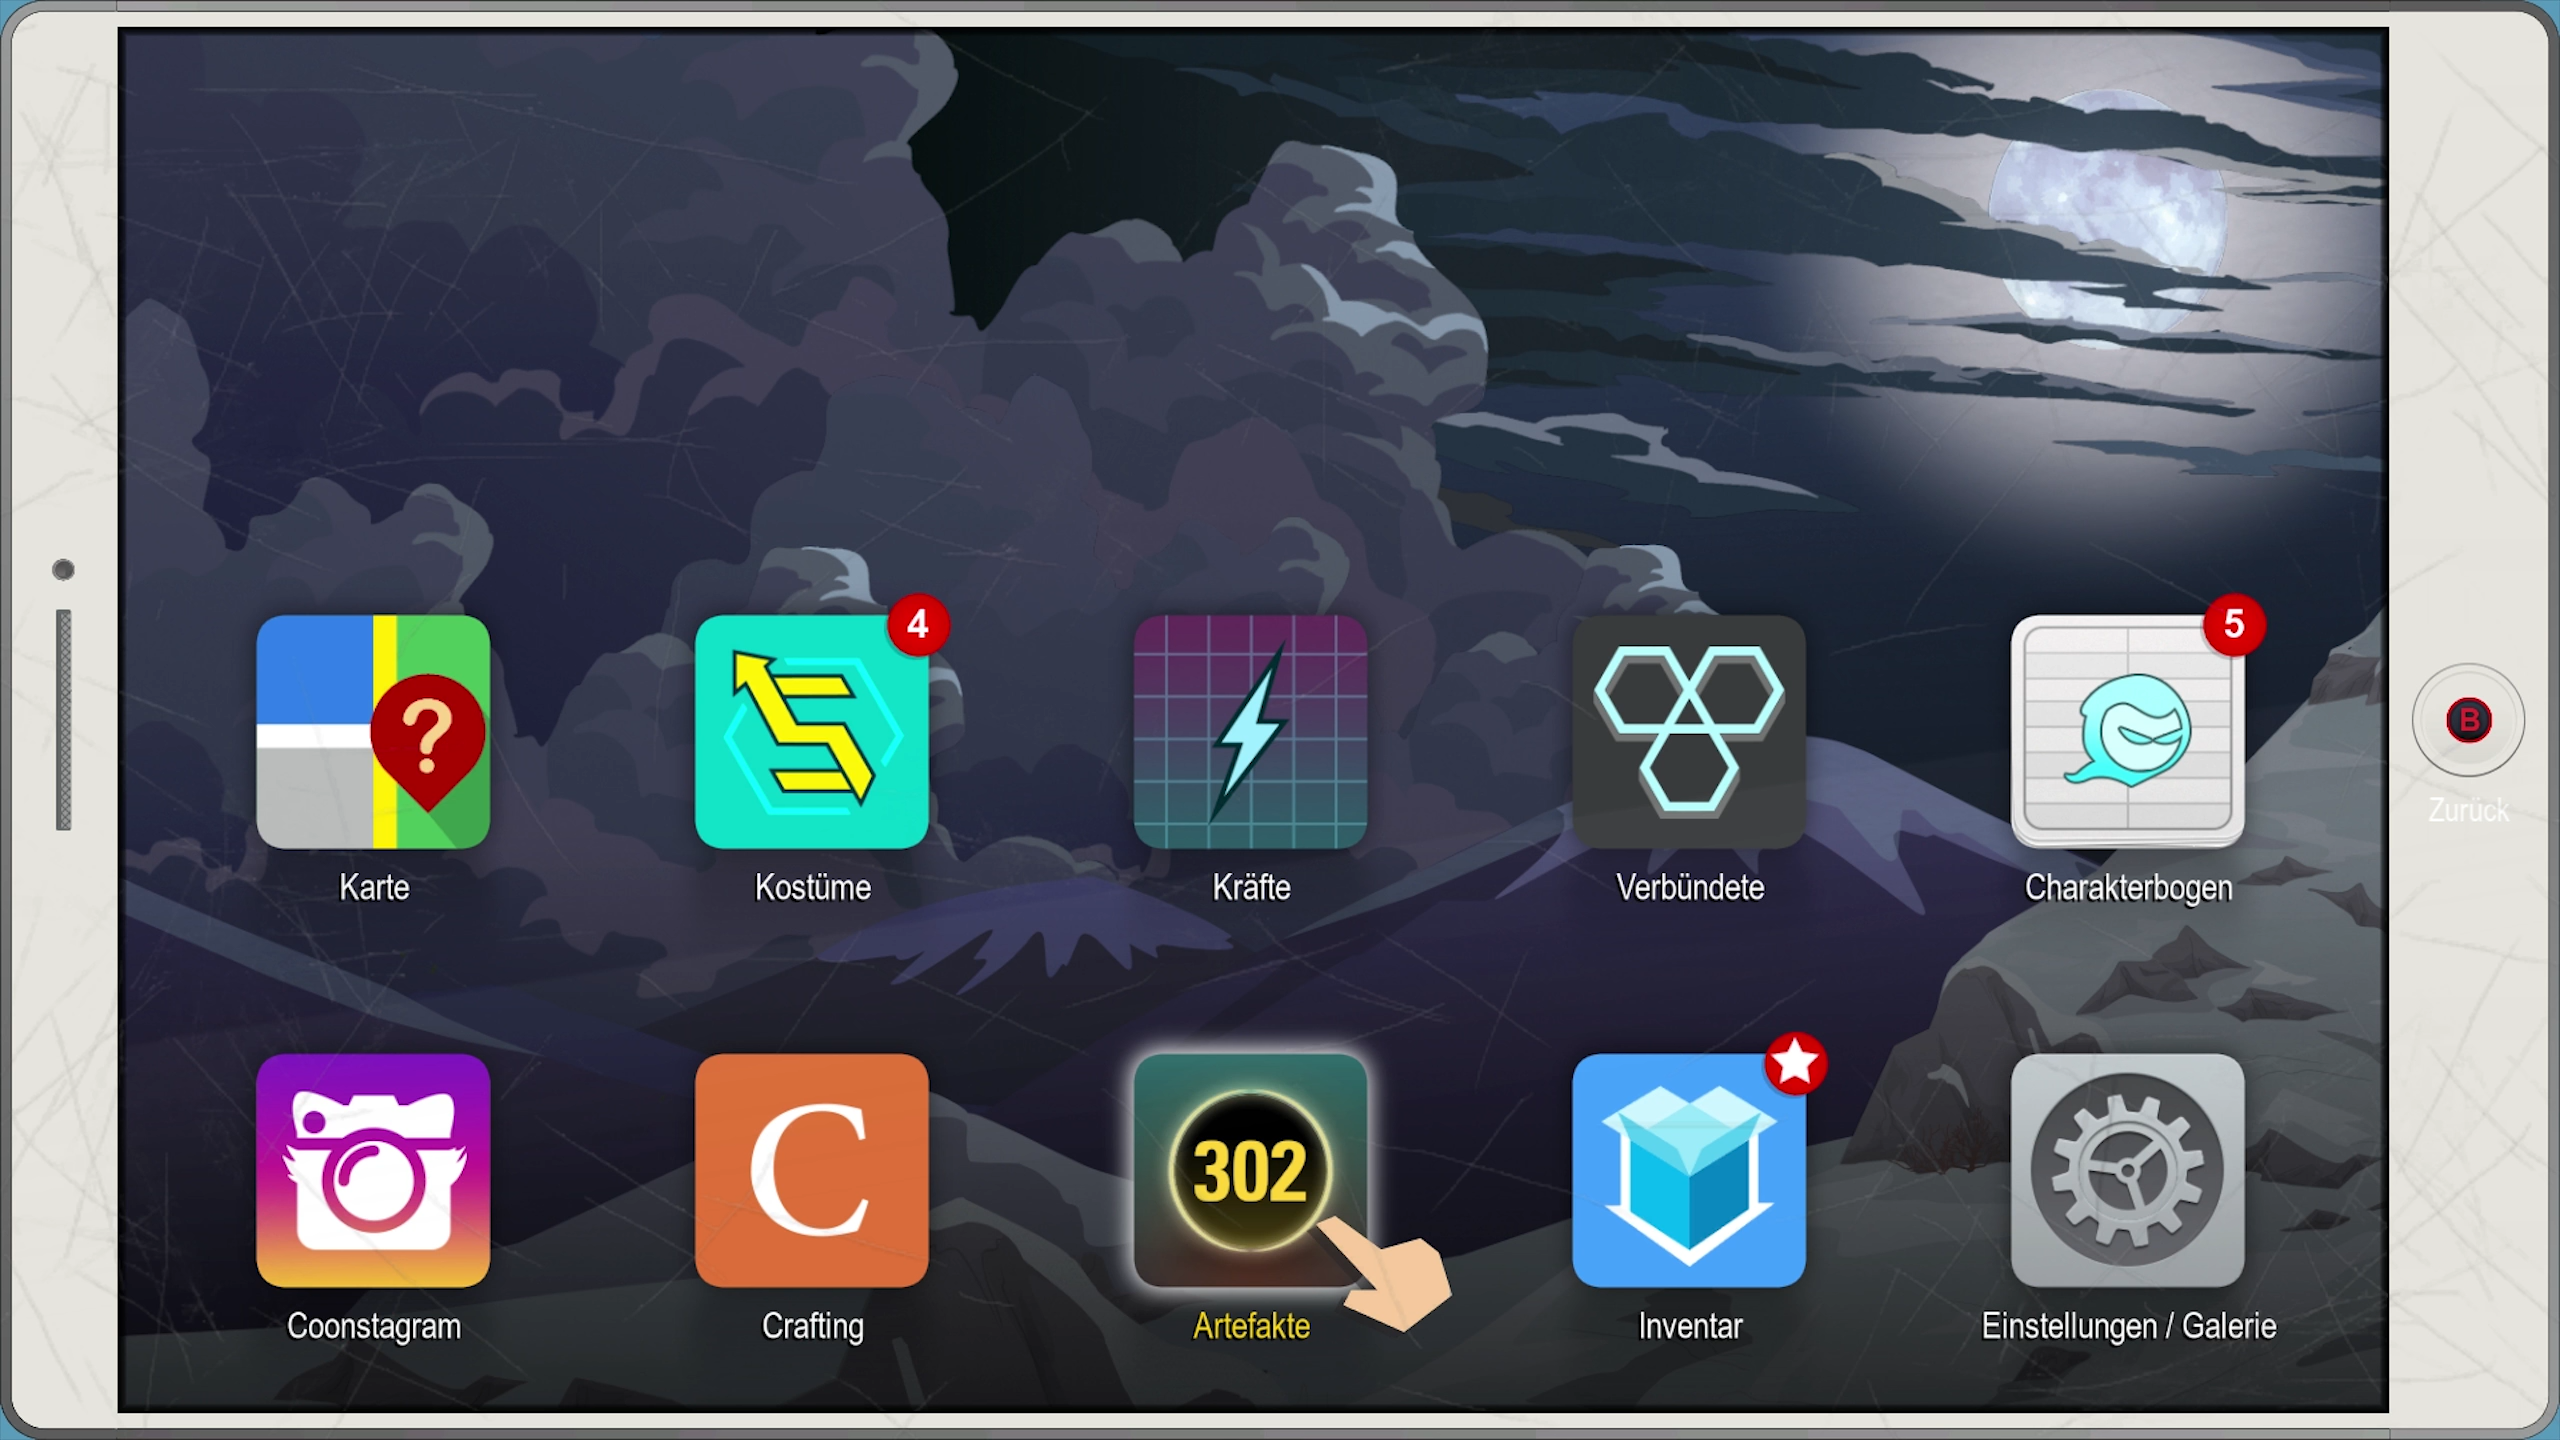 4
5
?
Karte
Kostüme
Kräfte
Verbündete
Charakterbogen
B
Zurück
C
302
Coonstagram
Crafting
Artefakte
Inventar
Einstellungen / Galerie